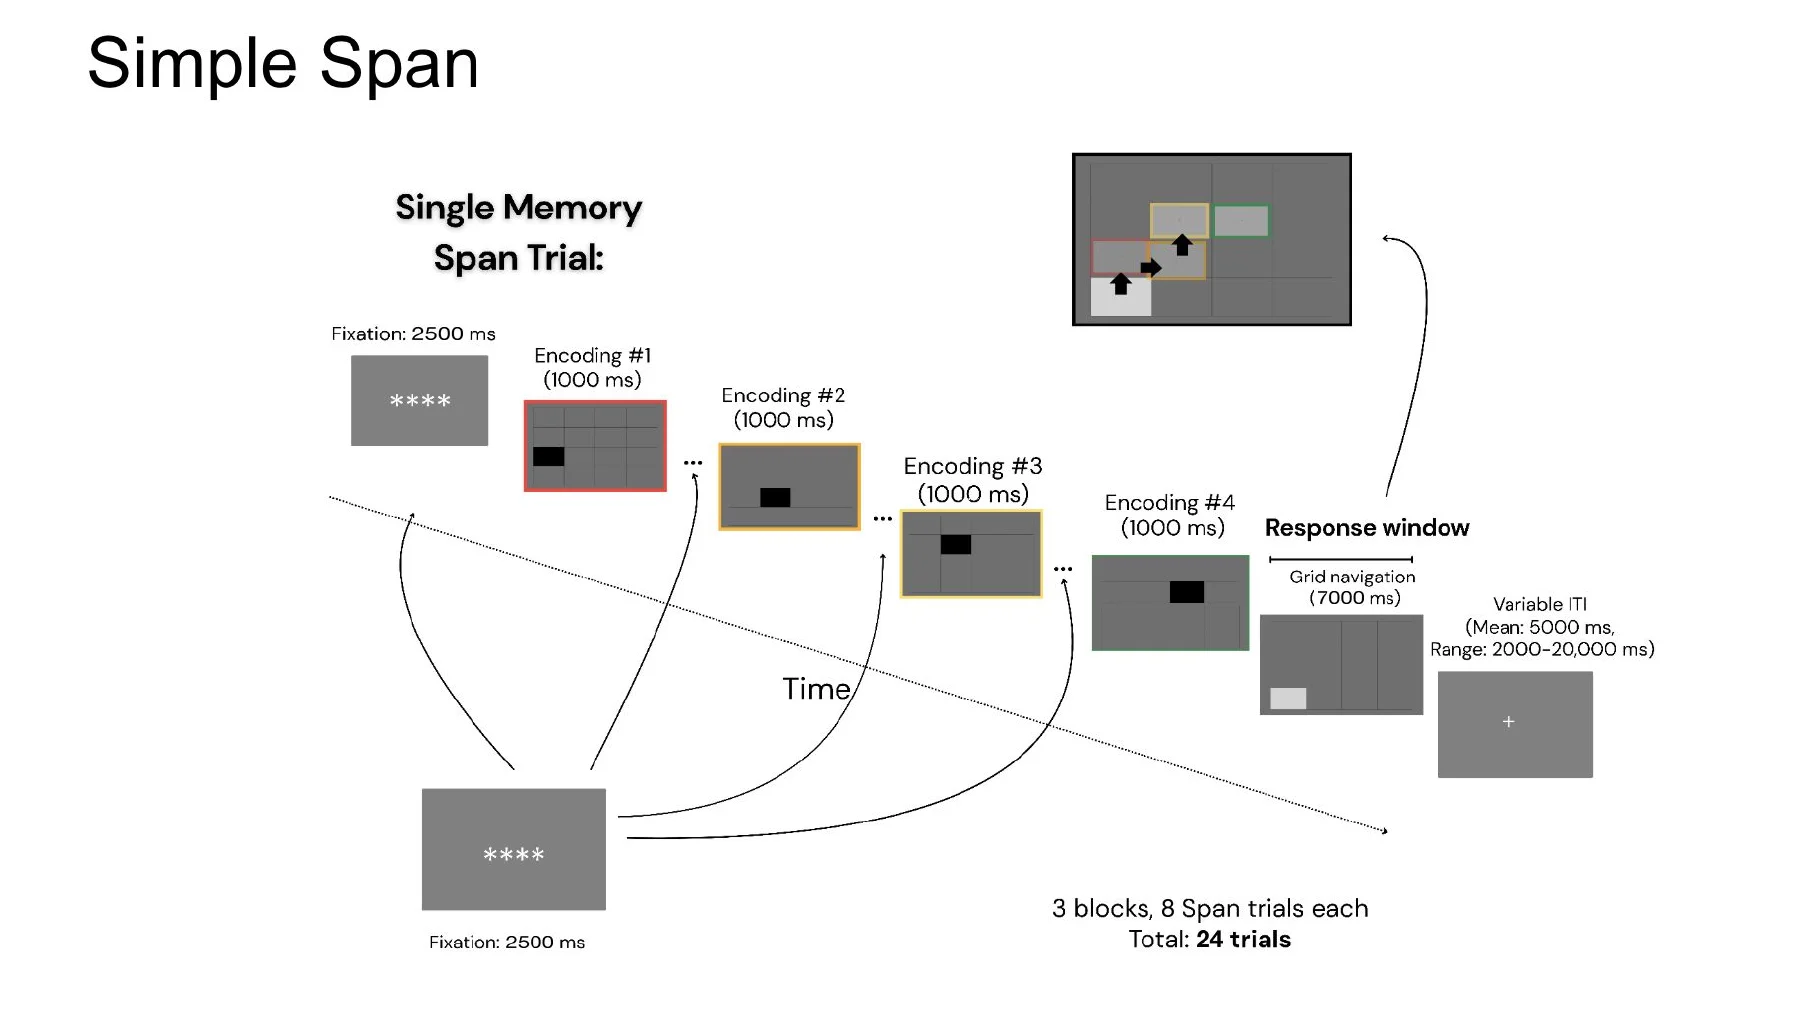 Simple Span
Single Memory
Span Trial:
Fixation: 2500 ms
****
Encoding #1
(1000 ms)
...
Encoding #2
(1000 ms)
...
Encoding #3
(1000 ms)
...
Encoding #4
(1000 ms)
Response window
Grid navigation
(7000 ms)
Variable ITI
(Mean: 5000 ms,
Range: 2000-20,000 ms)
+
Time
****
Fixation: 2500 ms
3 blocks, 8 Span trials each
Total: 24 trials